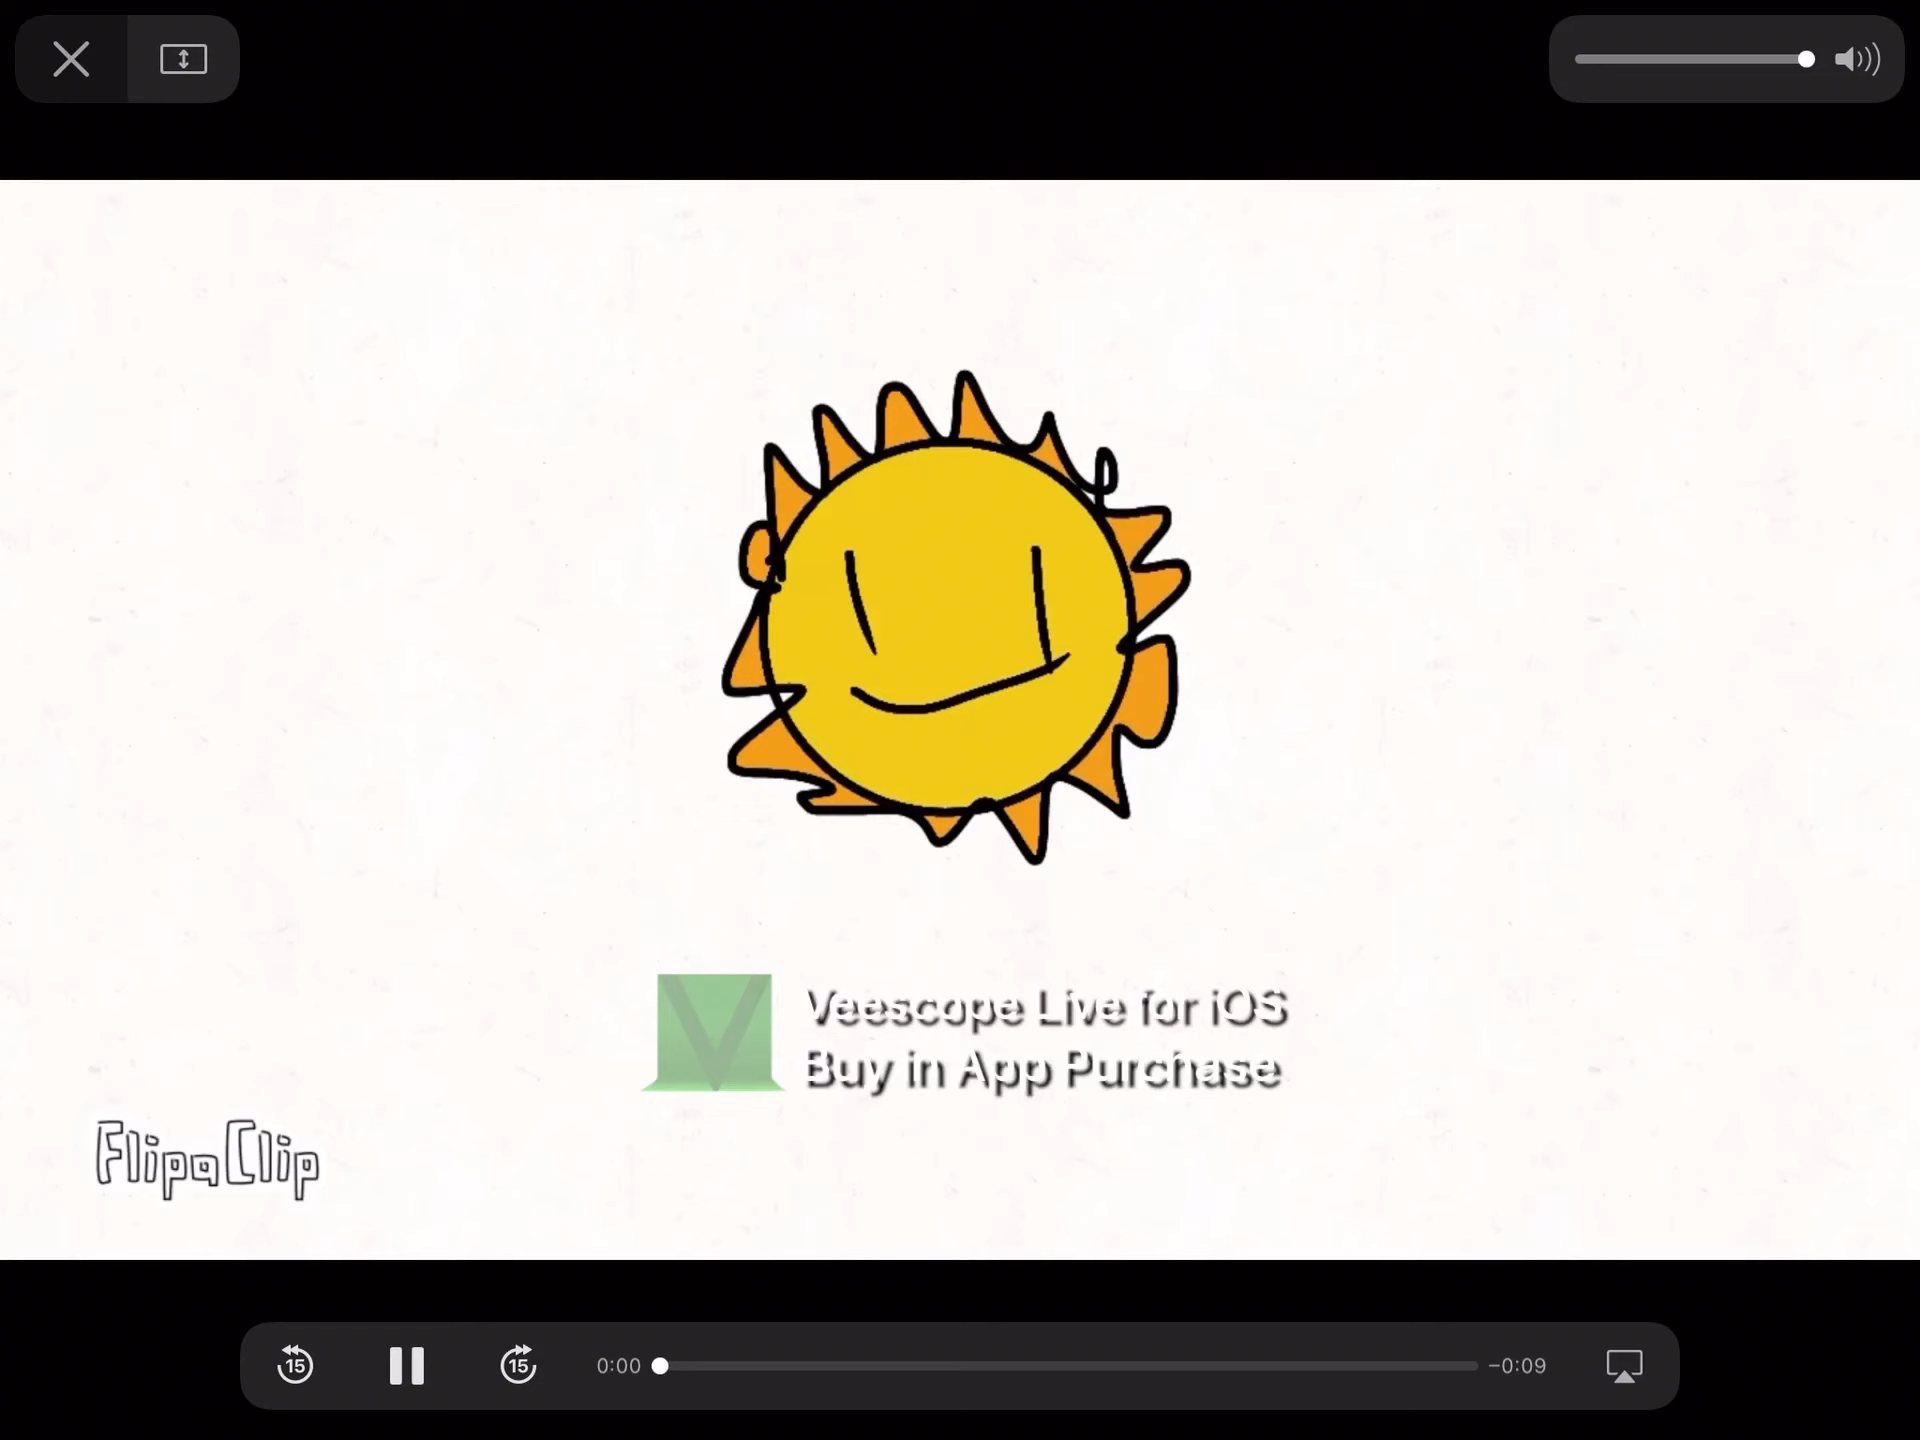 Veescope Live for iOS
Buy in App Purchase
FlipaClip
15
15
0:00
-0:09